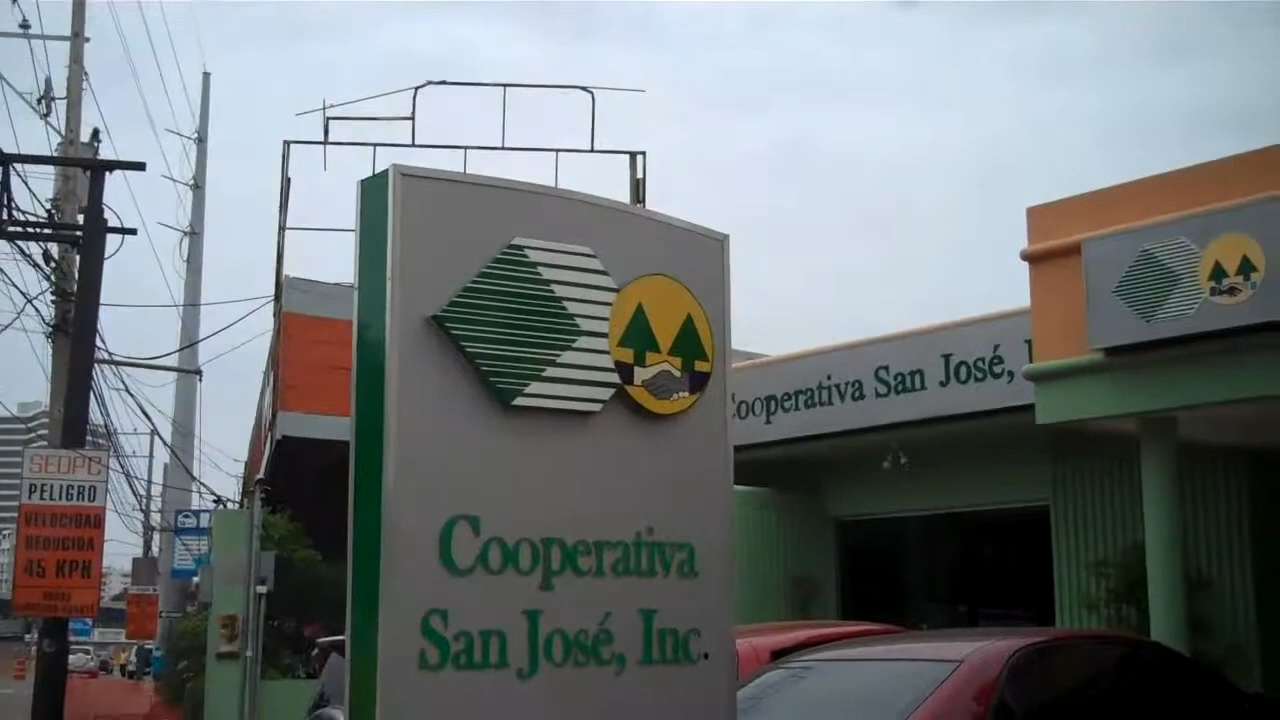 SEOPC
PELIGRO
VELOCIDAD
REDUCIDA
45 KPH
Cooperativa
San José, Inc.
Cooperativa San José,